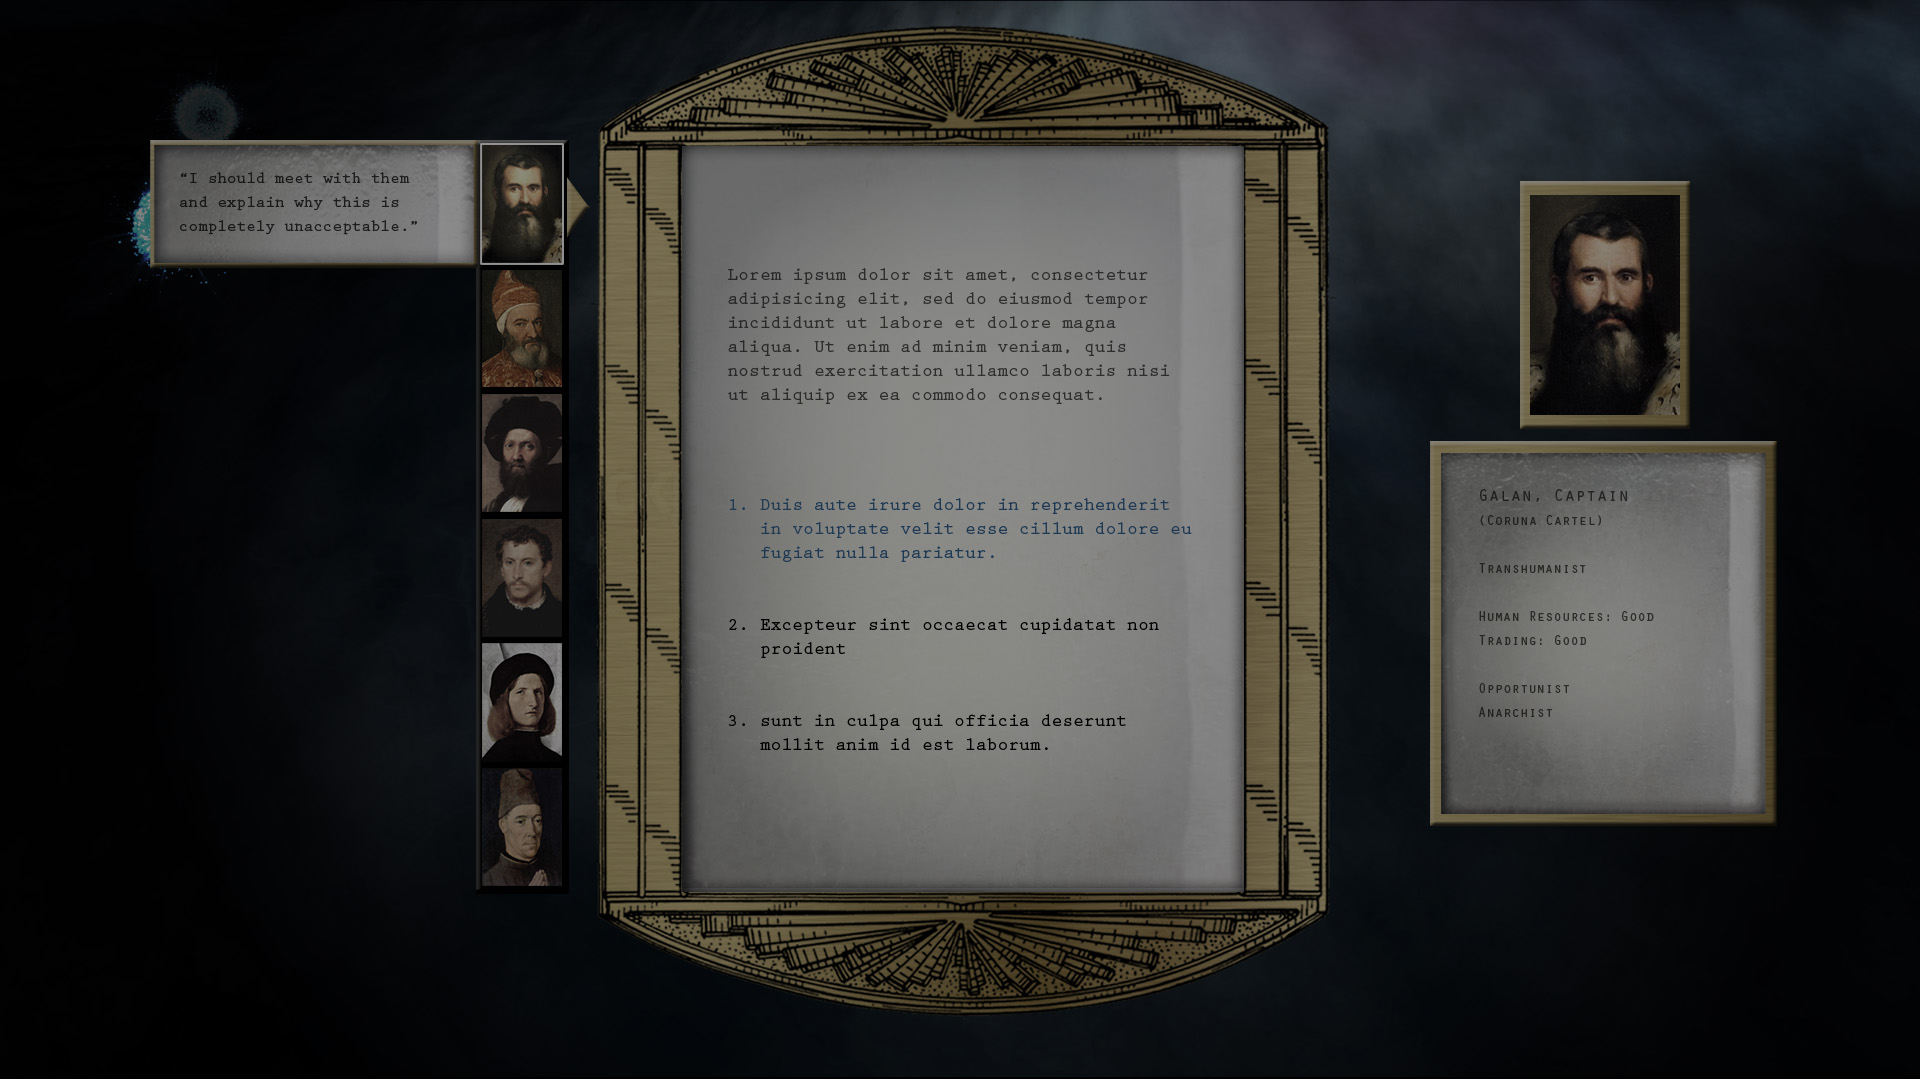 “I should meet with them
and explain why this is
completely unacceptable.”
Lorem ipsum dolor sit amet, consectetur
adipisicing elit, sed do eiusmod tempor
incididunt ut labore et dolore magna
aliqua. Ut enim ad minim veniam, quis
nostrud exercitation ullamco laboris nisi
ut aliquip ex ea commodo consequat.
1. Duis aute irure dolor in reprehenderit
in voluptate velit esse cillum dolore eu
fugiat nulla pariatur.
2. Excepteur sint occaecat cupidatat non
proident
3. sunt in culpa qui officia deserunt
mollit anim id est laborum.
Galan, Captain
(Coruna Cartel)
Transhumanist
Human Resources: Good
Trading: Good
Opportunist
Anarchist